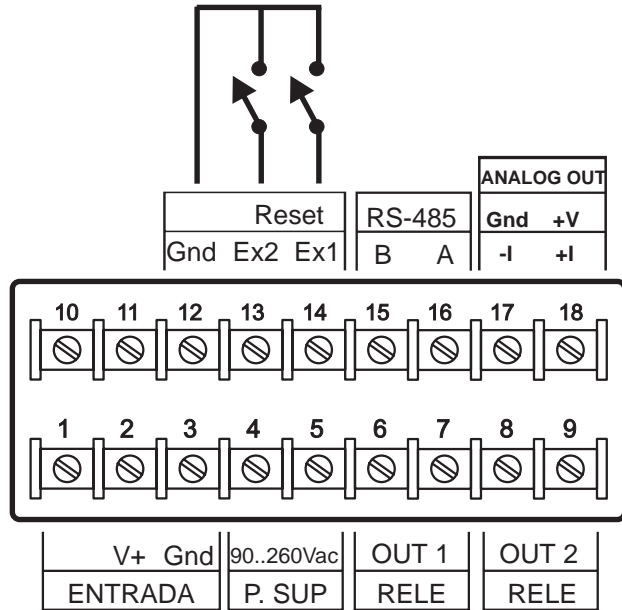 ANALOG OUT
Reset RS-485 Gnd +V
Gnd Ex2 Ex1 B A -I +I
10 11 12 13 14 15 16 17 18
1 2 3 4 5 6 7 8 9
V+ Gnd 90..260Vac OUT 1 OUT 2
ENTRADA P. SUP RELE RELE